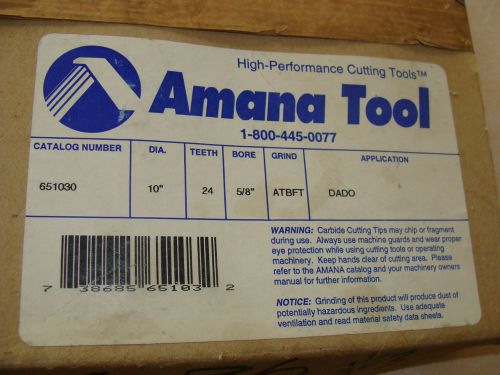 High-Performance Cutting Tools™
Amana Tool
1-800-445-0077
CATALOG NUMBER DIA. TEETH BORE GRIND APPLICATION
651030 10" 24 5/8" ATBFT DADO
WARNING: Carbide Cutting Tips may chip or fragment
during use. Always use machine guards and wear proper
eye protection while using cutting tools or operating
machinery. Keep hands clear of cutting area. Please
refer to the AMANA catalog and your machinery owners
manual for further information.
7 38685 65103 2
NOTICE: Grinding of this product will produce dust of
potentially hazardous ingredients. Use adequate
ventilation and read material safety data sheets.